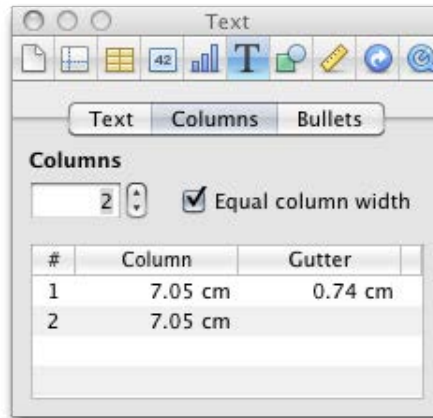 Text
42
T
Text Columns Bullets
Columns
2 Equal column width
# Column Gutter
1 7.05 cm 0.74 cm
2 7.05 cm